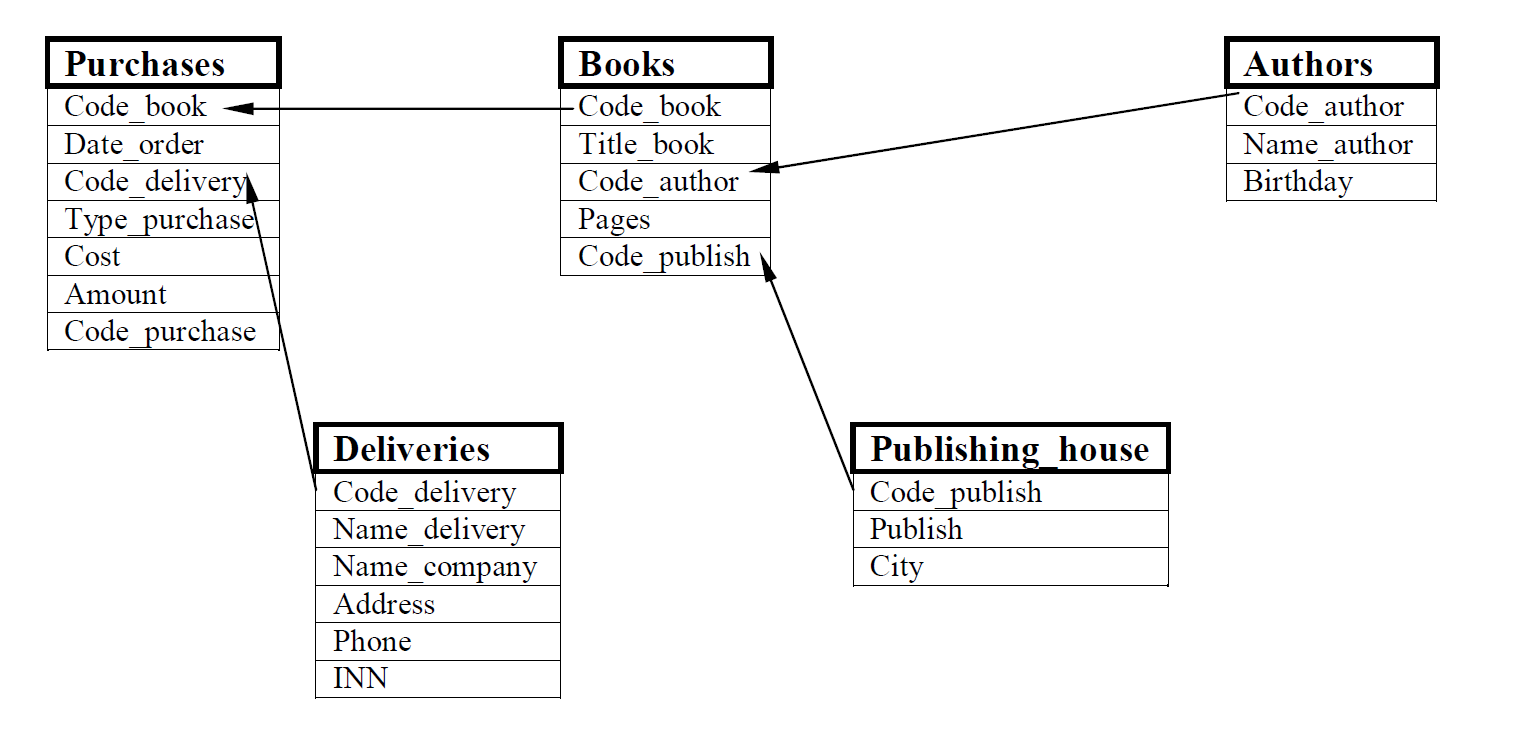 Purchases
Code_book
Date_order
Code_delivery
Type_purchase
Cost
Amount
Code_purchase
Books
Code_book
Title_book
Code_author
Pages
Code_publish
Authors
Code_author
Name_author
Birthday
Deliveries
Code_delivery
Name_delivery
Name_company
Address
Phone
INN
Publishing_house
Code_publish
Publish
City